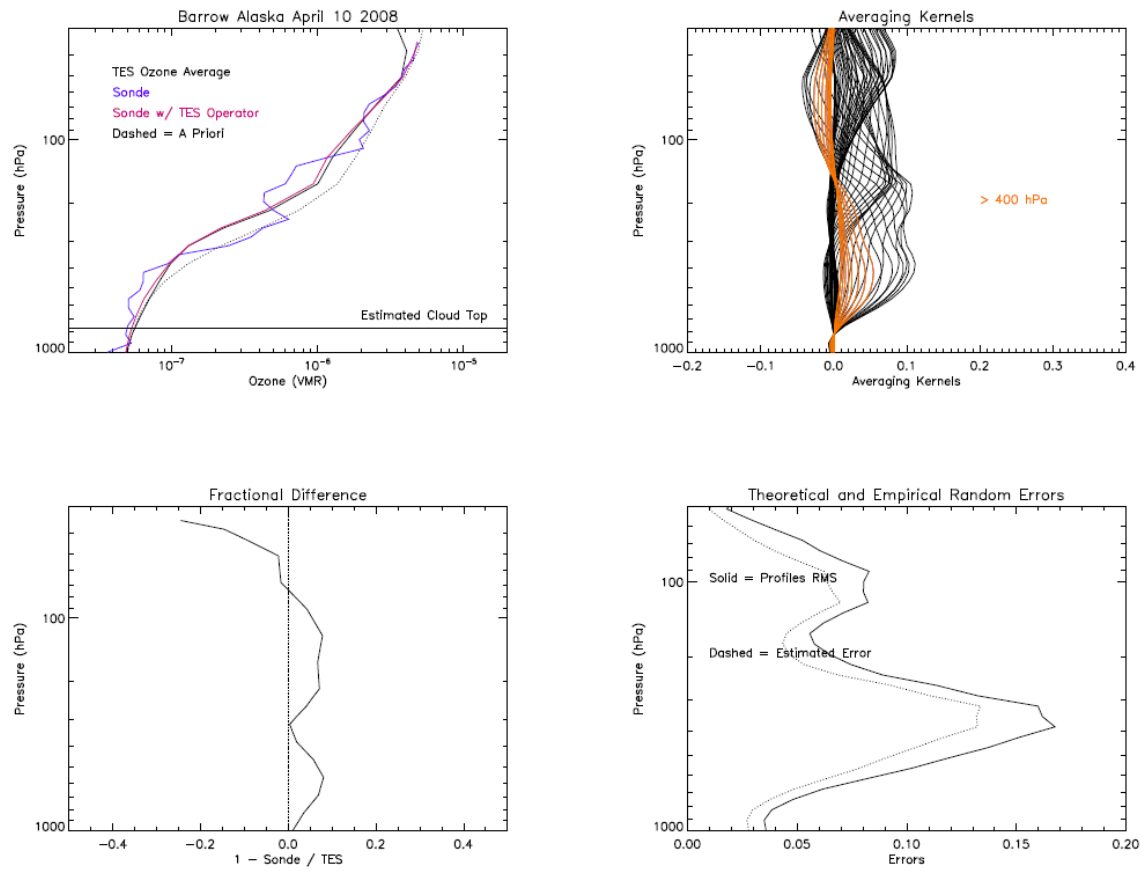 Barrow Alaska April 10 2008
TES Ozone Average
Sonde
Sonde w/ TES Operator
Dashed = A Priori
Estimated Cloud Top
Pressure (hPa)
100
1000
10⁻⁷ 10⁻⁶ 10⁻⁵
Ozone (VMR)
Averaging Kernels
> 400 hPa
Pressure (hPa)
100
1000
−0.2 −0.1 0.0 0.1 0.2 0.3 0.4
Averaging Kernels
Fractional Difference
Pressure (hPa)
100
1000
−0.4 −0.2 0.0 0.2 0.4
1 − Sonde / TES
Theoretical and Empirical Random Errors
Solid = Profiles RMS
Dashed = Estimated Error
Pressure (hPa)
100
1000
0.00 0.05 0.10 0.15 0.20
Errors